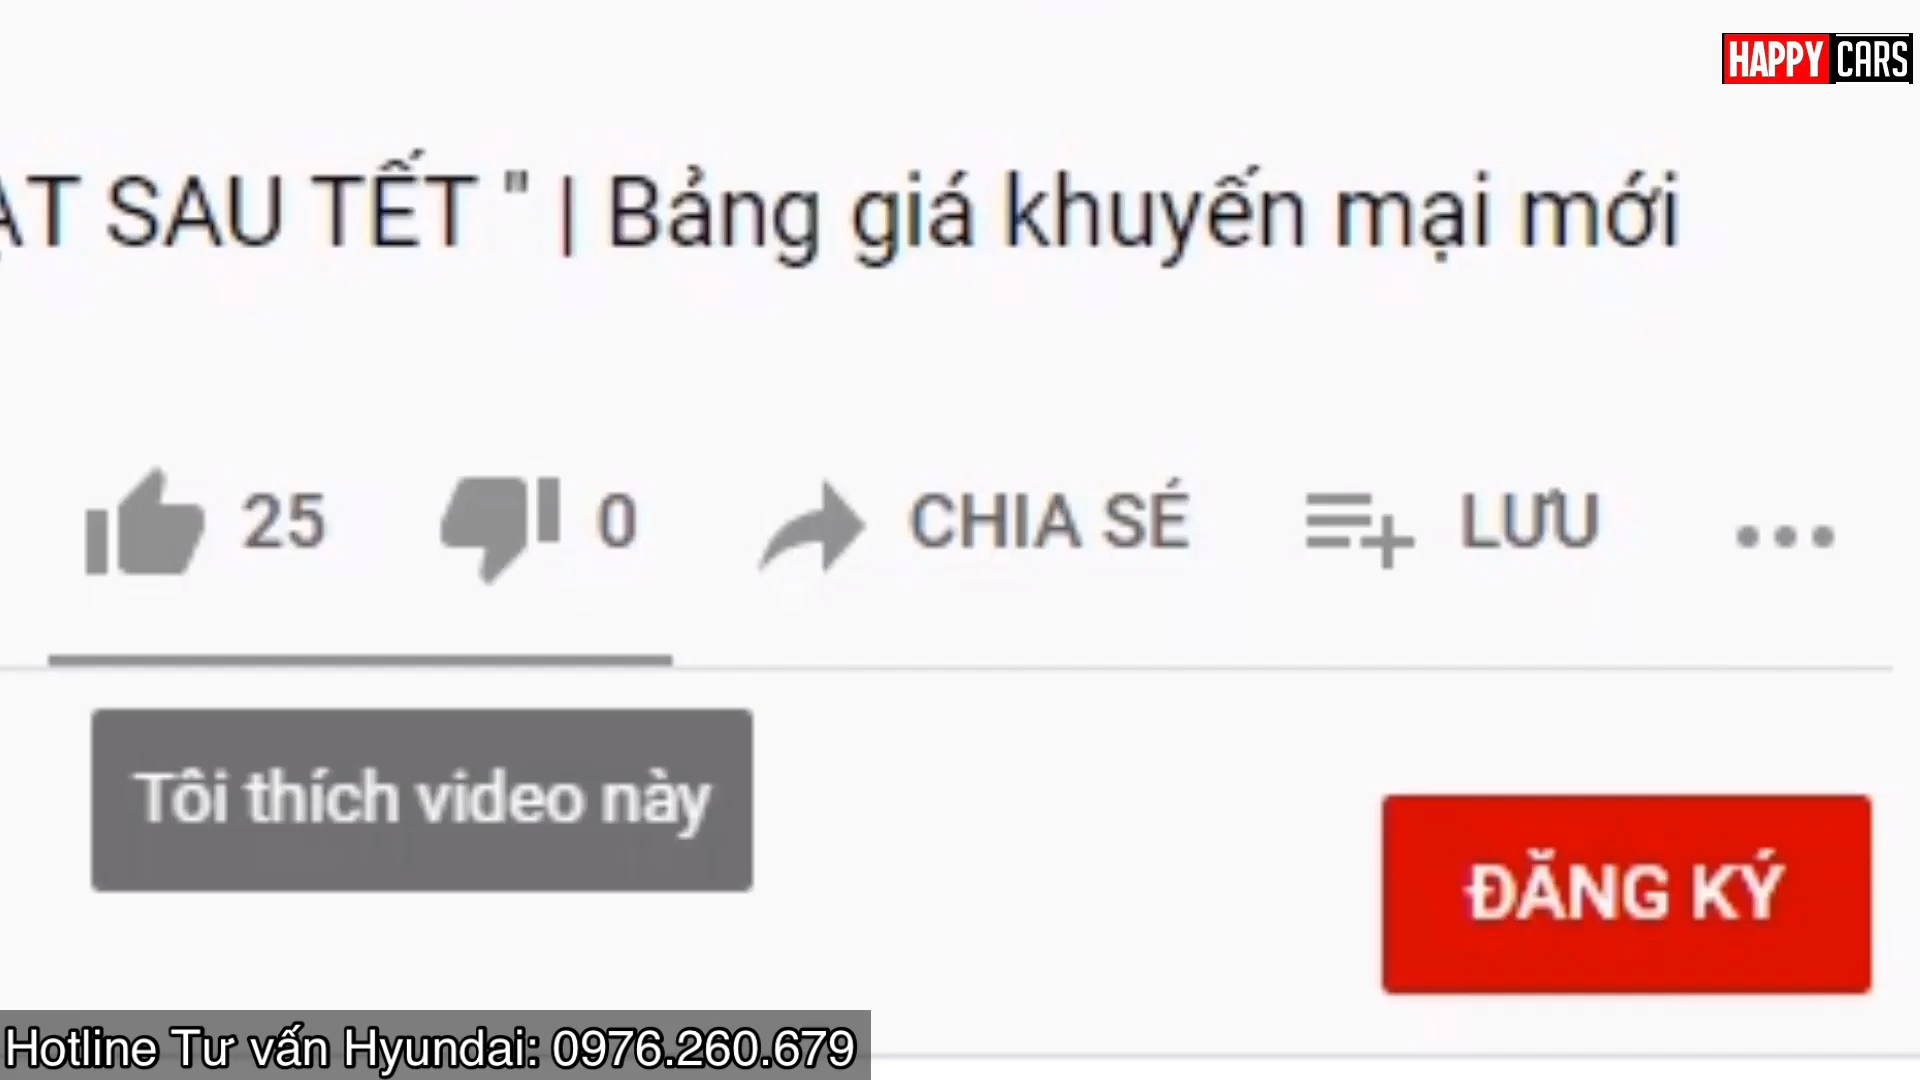 HAPPY CARS
ẠT SAU TẾT " | Bảng giá khuyến mại mới
25 0 CHIA SẺ LƯU
Tôi thích video này
ĐĂNG KÝ
Hotline Tư vấn Hyundai: 0976.260.679